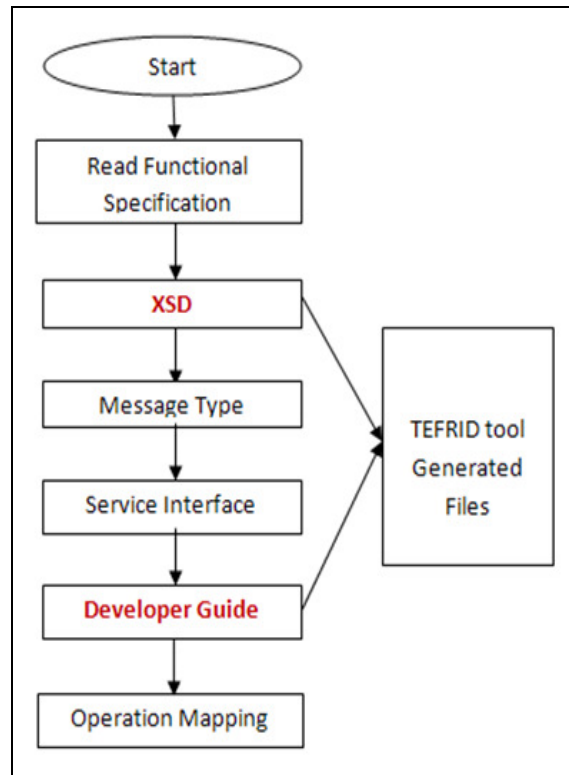 Start
Read Functional
Specification
XSD
Message Type
Service Interface
Developer Guide
Operation Mapping
TEFRID tool
Generated
Files